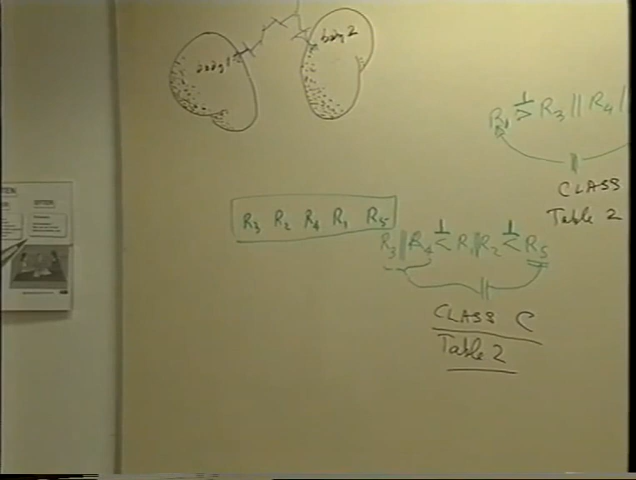 body 1
body 2
R₁ ⊥> R₃ || R₄ ||
CLASS
Table 2
R₃ R₂ R₄ R₁ R₅
R₃ || R₄ ⊥< R₁ || R₂ ⊥< R₅
||
CLASS C
Table 2